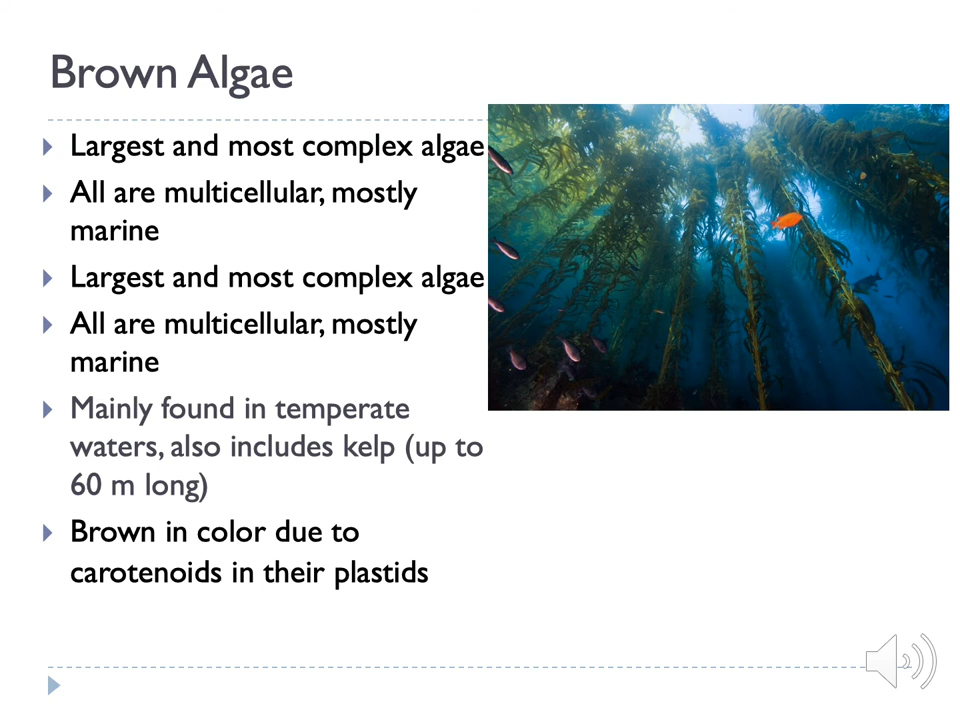 Brown Algae
Largest and most complex algae
All are multicellular, mostly
marine
Largest and most complex algae
All are multicellular, mostly
marine
Mainly found in temperate
waters, also includes kelp (up to
60 m long)
Brown in color due to
carotenoids in their plastids